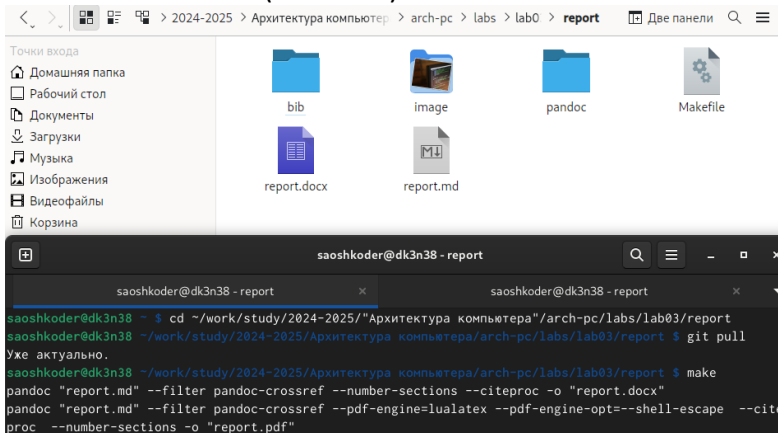 2024-2025 > Архитектура компьютер > arch-pc > labs > lab0 > report Две панели
Точки входа
Домашняя папка
Рабочий стол
Документы
Загрузки
Музыка
Изображения
Видеофайлы
Корзина
bib image pandoc Makefile
report.docx report.md
saoshkoder@dk3n38 - report
saoshkoder@dk3n38 - report × saoshkoder@dk3n38 - report ×
saoshkoder@dk3n38 ~ $ cd ~/work/study/2024-2025/"Архитектура компьютера"/arch-pc/labs/lab03/report
saoshkoder@dk3n38 ~/work/study/2024-2025/Архитектура компьютера/arch-pc/labs/lab03/report $ git pull
Уже актуально.
saoshkoder@dk3n38 ~/work/study/2024-2025/Архитектура компьютера/arch-pc/labs/lab03/report $ make
pandoc "report.md" --filter pandoc-crossref --number-sections --citeproc -o "report.docx"
pandoc "report.md" --filter pandoc-crossref --pdf-engine=lualatex --pdf-engine-opt=--shell-escape --cite
proc --number-sections -o "report.pdf"